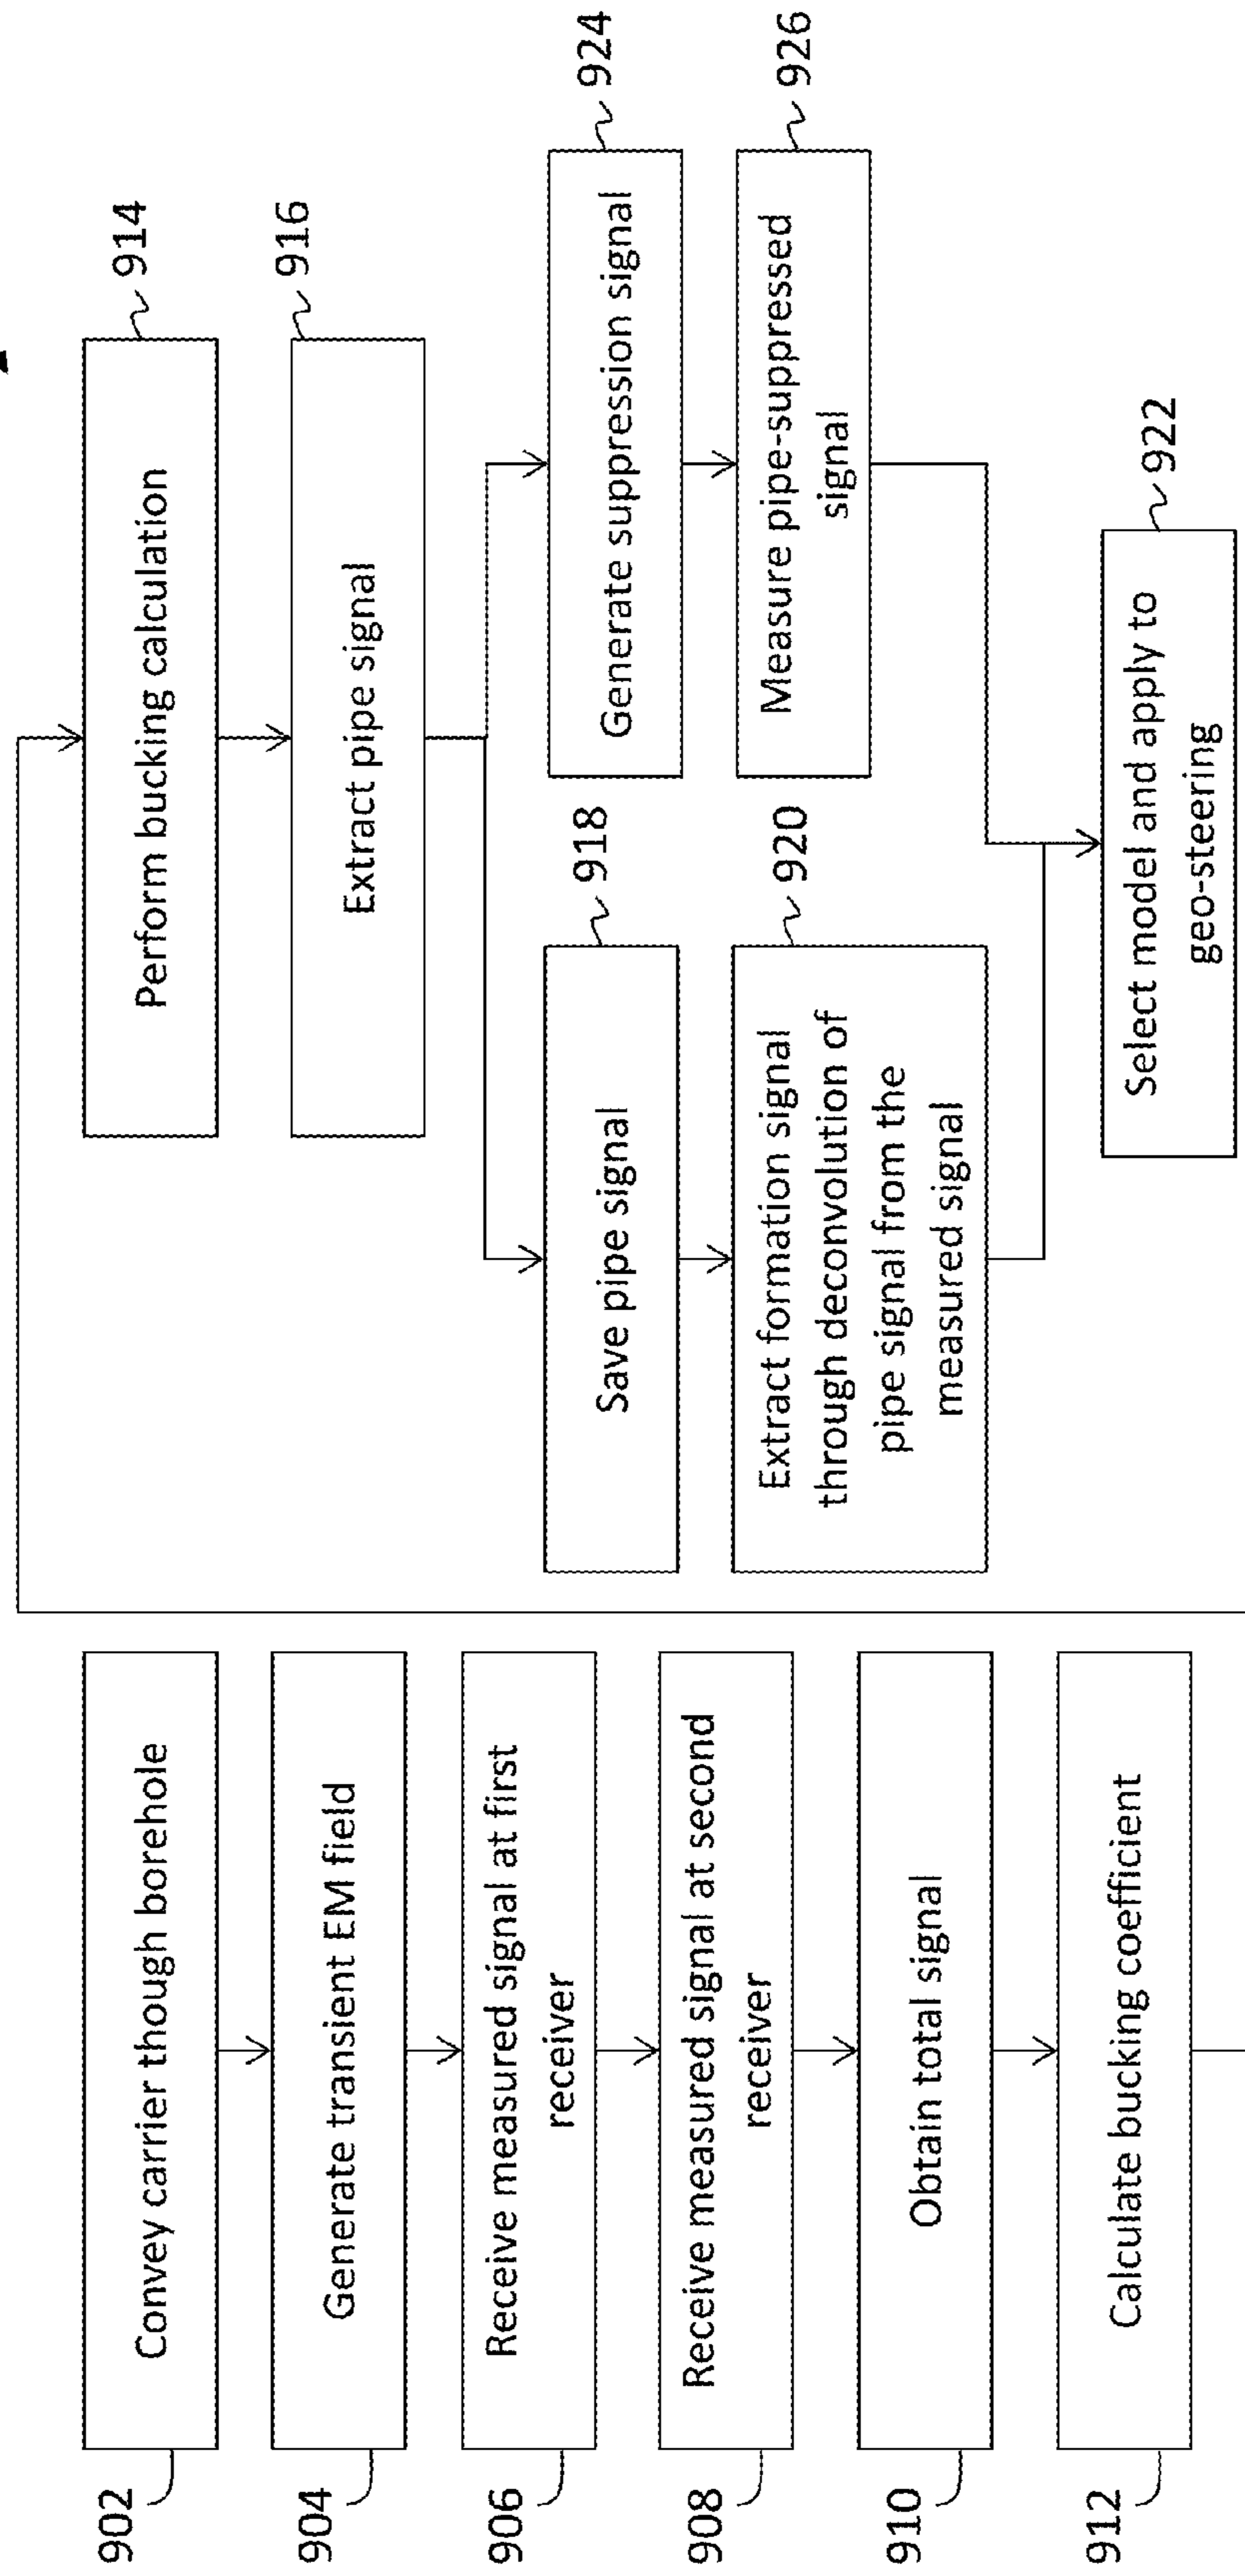 902
Convey carrier though borehole
904
Generate transient EM field
906
Receive measured signal at first
receiver
908
Receive measured signal at second
receiver
910
Obtain total signal
912
Calculate bucking coefficient
Perform bucking calculation
914
Extract pipe signal
916
Save pipe signal
918
Extract formation signal
through deconvolution of
pipe signal from the
measured signal
920
Generate suppression signal
924
Measure pipe-suppressed
signal
926
Select model and apply to
geo-steering
922